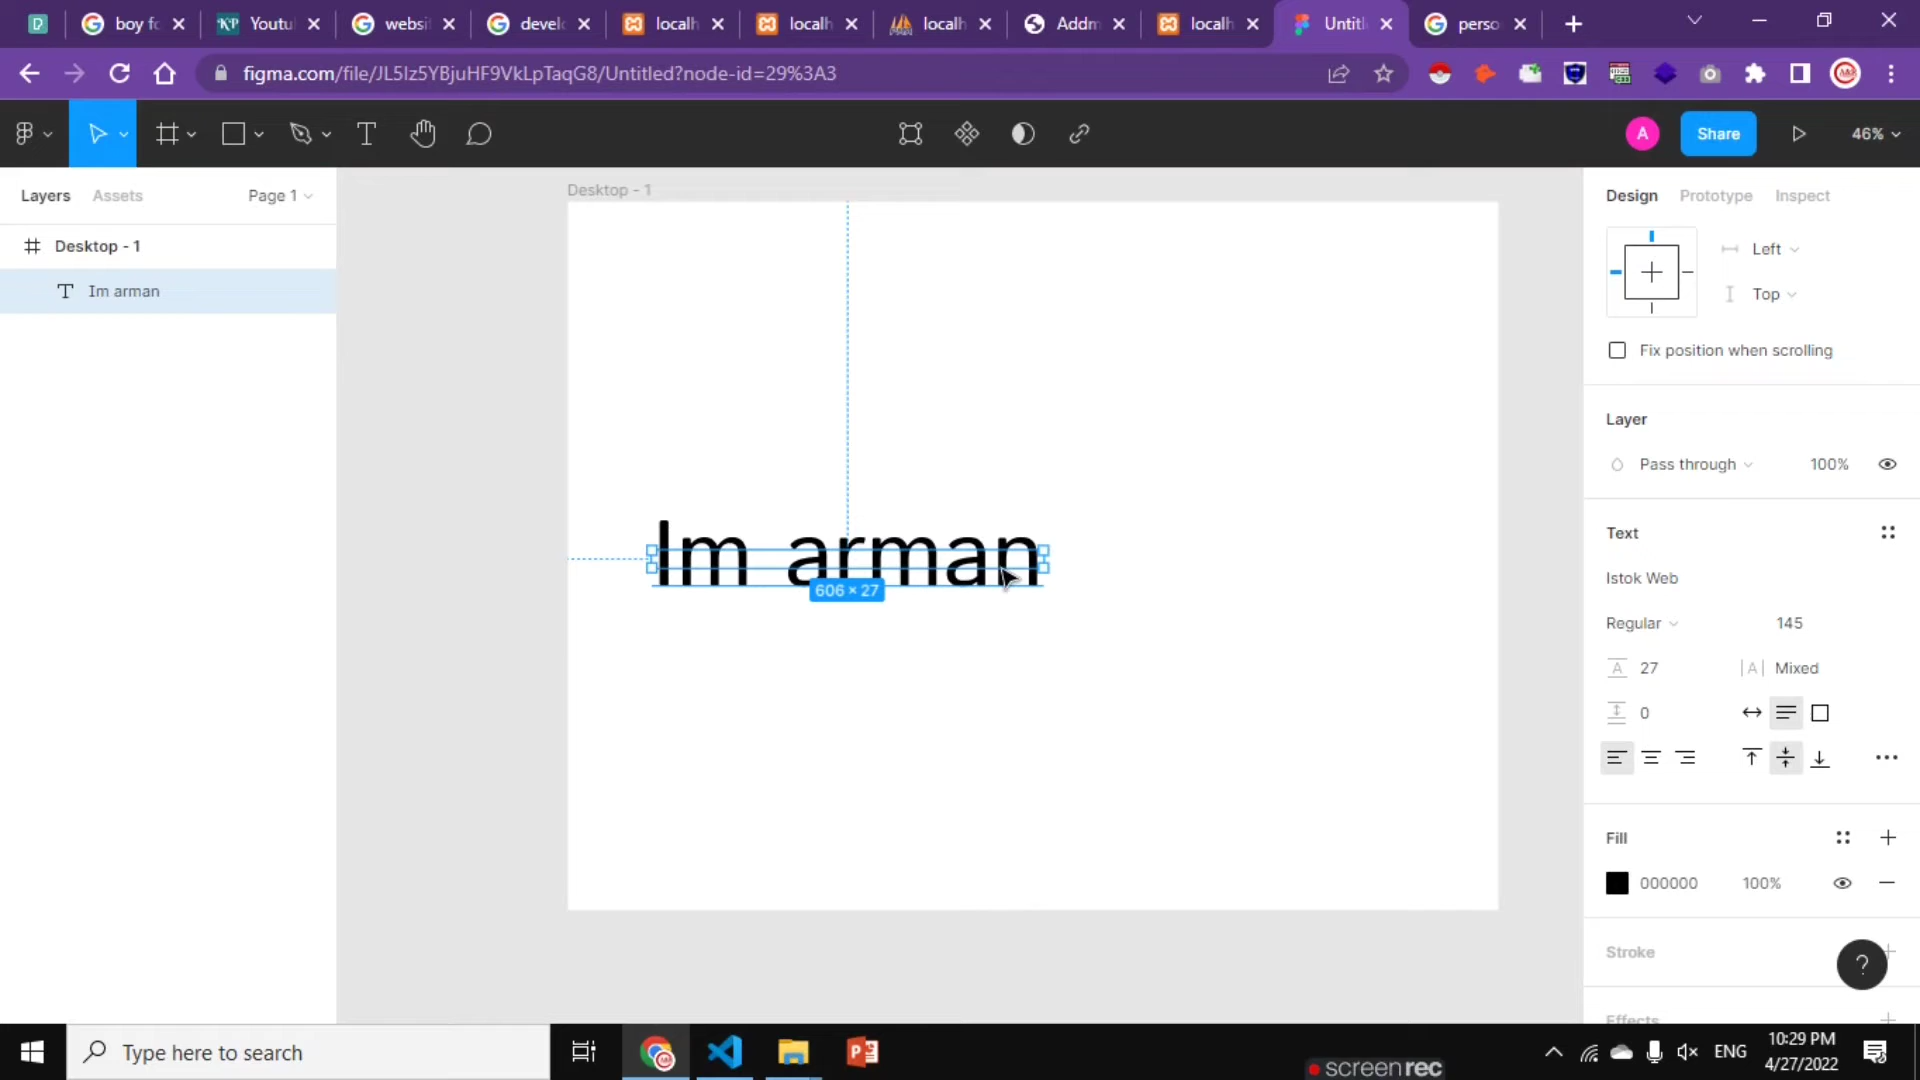 boy fo
Youtu
websi
devel
localh
localh
localh
Addm
localh
Untitl
perso
figma.com/file/JL5Iz5YBjuHF9VkLpTaqG8/Untitled?node-id=29%3A3
A
Share
46%
Layers
Assets
Page 1
Desktop - 1
Im arman
Desktop - 1
Im arman
606 × 27
Design
Prototype
Inspect
Left
Top
Fix position when scrolling
Layer
Pass through
100%
Text
Istok Web
Regular
145
27
Mixed
0
Fill
000000
100%
Stroke
?
Effects
Type here to search
ENG
10:29 PM
4/27/2022
screenrec